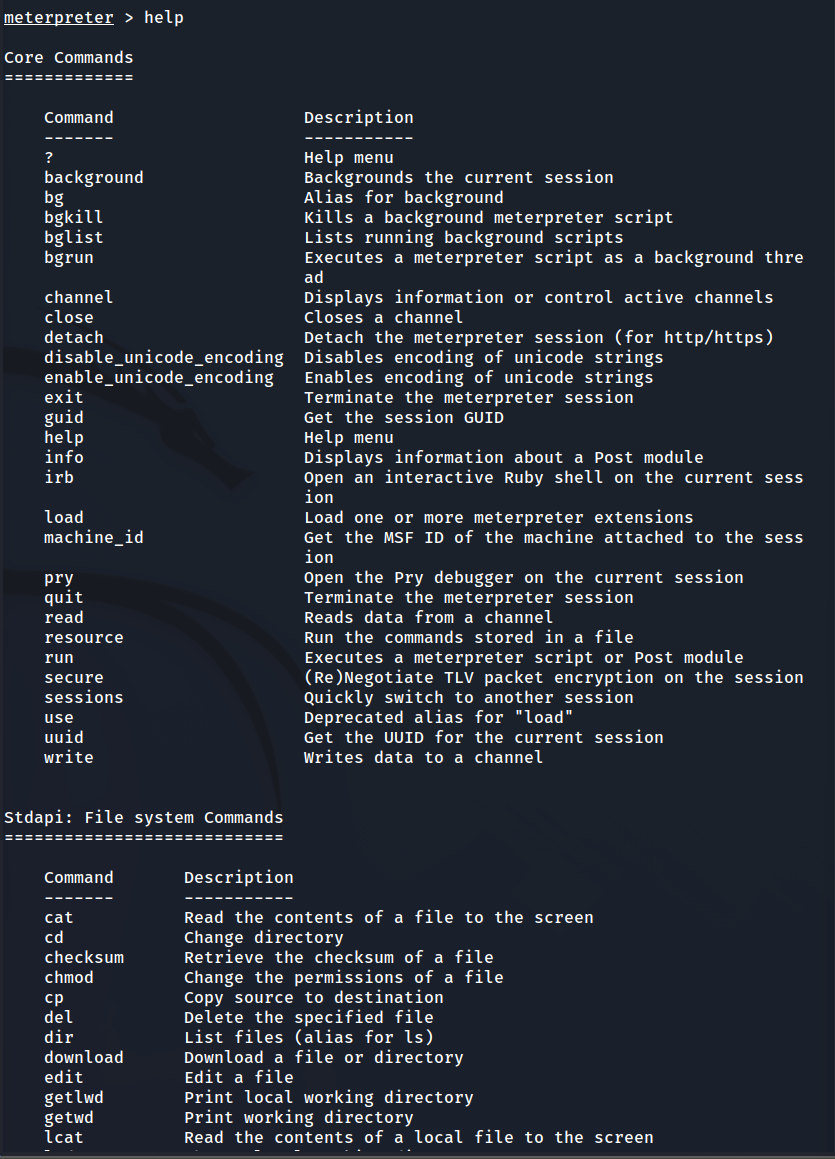 meterpreter > help
Core Commands
=============
Command Description
------- -----------
? Help menu
background Backgrounds the current session
bg Alias for background
bgkill Kills a background meterpreter script
bglist Lists running background scripts
bgrun Executes a meterpreter script as a background thre
ad
channel Displays information or control active channels
close Closes a channel
detach Detach the meterpreter session (for http/https)
disable_unicode_encoding Disables encoding of unicode strings
enable_unicode_encoding Enables encoding of unicode strings
exit Terminate the meterpreter session
guid Get the session GUID
help Help menu
info Displays information about a Post module
irb Open an interactive Ruby shell on the current sess
ion
load Load one or more meterpreter extensions
machine_id Get the MSF ID of the machine attached to the sess
ion
pry Open the Pry debugger on the current session
quit Terminate the meterpreter session
read Reads data from a channel
resource Run the commands stored in a file
run Executes a meterpreter script or Post module
secure (Re)Negotiate TLV packet encryption on the session
sessions Quickly switch to another session
use Deprecated alias for "load"
uuid Get the UUID for the current session
write Writes data to a channel
Stdapi: File system Commands
============================
Command Description
------- -----------
cat Read the contents of a file to the screen
cd Change directory
checksum Retrieve the checksum of a file
chmod Change the permissions of a file
cp Copy source to destination
del Delete the specified file
dir List files (alias for ls)
download Download a file or directory
edit Edit a file
getlwd Print local working directory
getwd Print working directory
lcat Read the contents of a local file to the screen